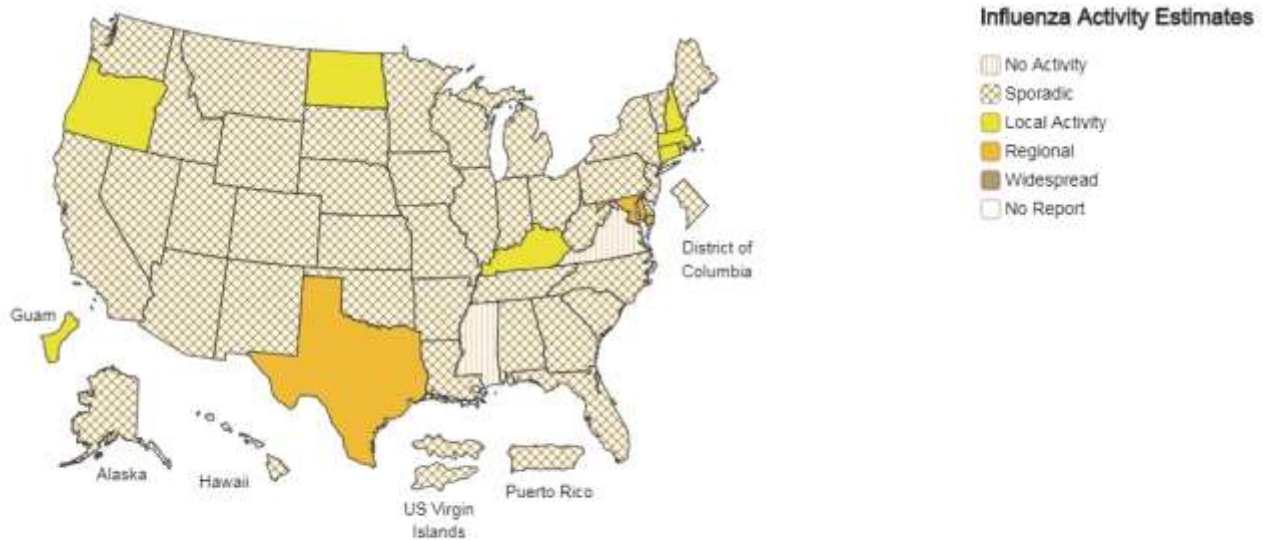 Influenza Activity Estimates
No Activity
Sporadic
Local Activity
Regional
Widespread
No Report
District of
Columbia
Guam
Alaska
Hawaii
US Virgin
Islands
Puerto Rico